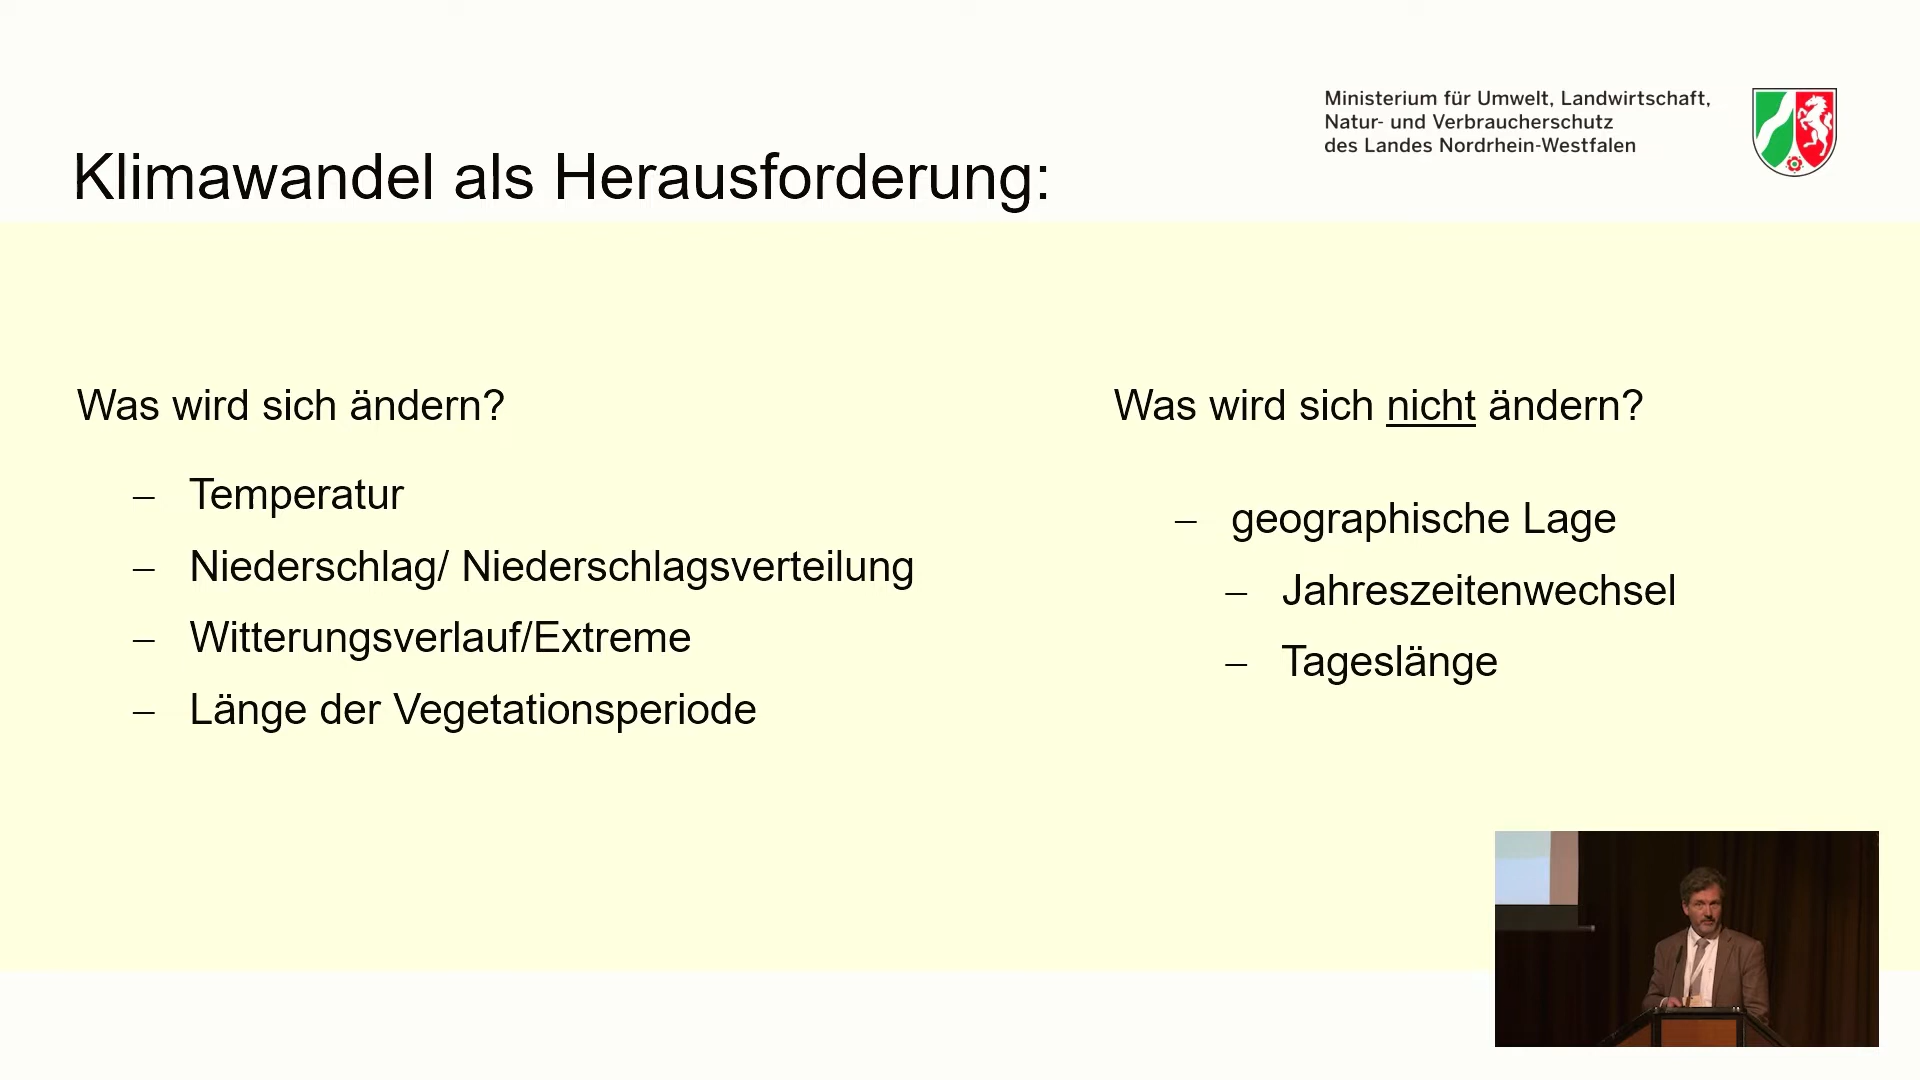 Ministerium für Umwelt, Landwirtschaft,
Natur- und Verbraucherschutz
des Landes Nordrhein-Westfalen
Klimawandel als Herausforderung:
Was wird sich ändern?
– Temperatur
– Niederschlag/ Niederschlagsverteilung
– Witterungsverlauf/Extreme
– Länge der Vegetationsperiode
Was wird sich nicht ändern?
– geographische Lage
– Jahreszeitenwechsel
– Tageslänge